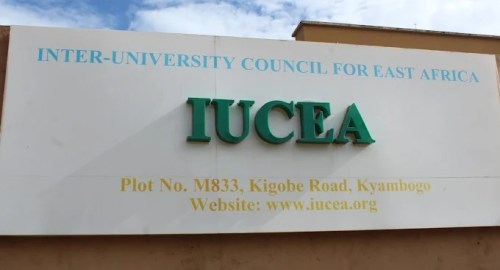 INTER-UNIVERSITY COUNCIL FOR EAST AFRICA
IUCEA
Plot No. M833, Kigobe Road, Kyambogo
Website: www.iucea.org